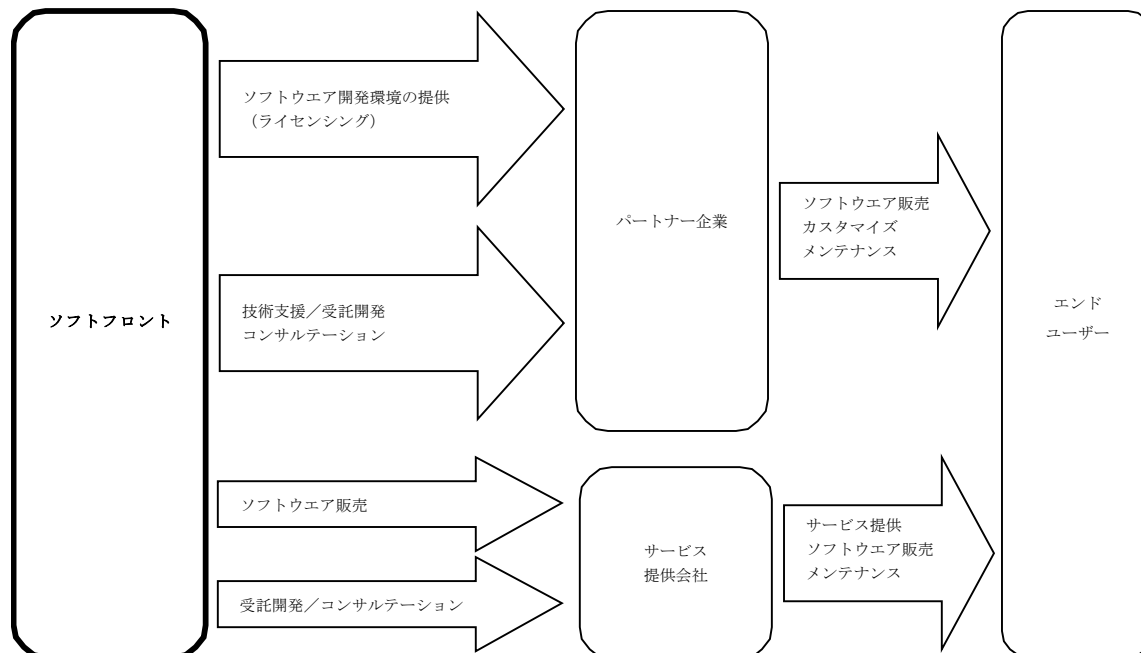 ソフトフロント
ソフトウエア開発環境の提供
（ライセンシング）
技術支援／受託開発
コンサルテーション
ソフトウエア販売
受託開発／コンサルテーション
パートナー企業
サービス
提供会社
ソフトウエア販売
カスタマイズ
メンテナンス
サービス提供
ソフトウエア販売
メンテナンス
エンド
ユーザー